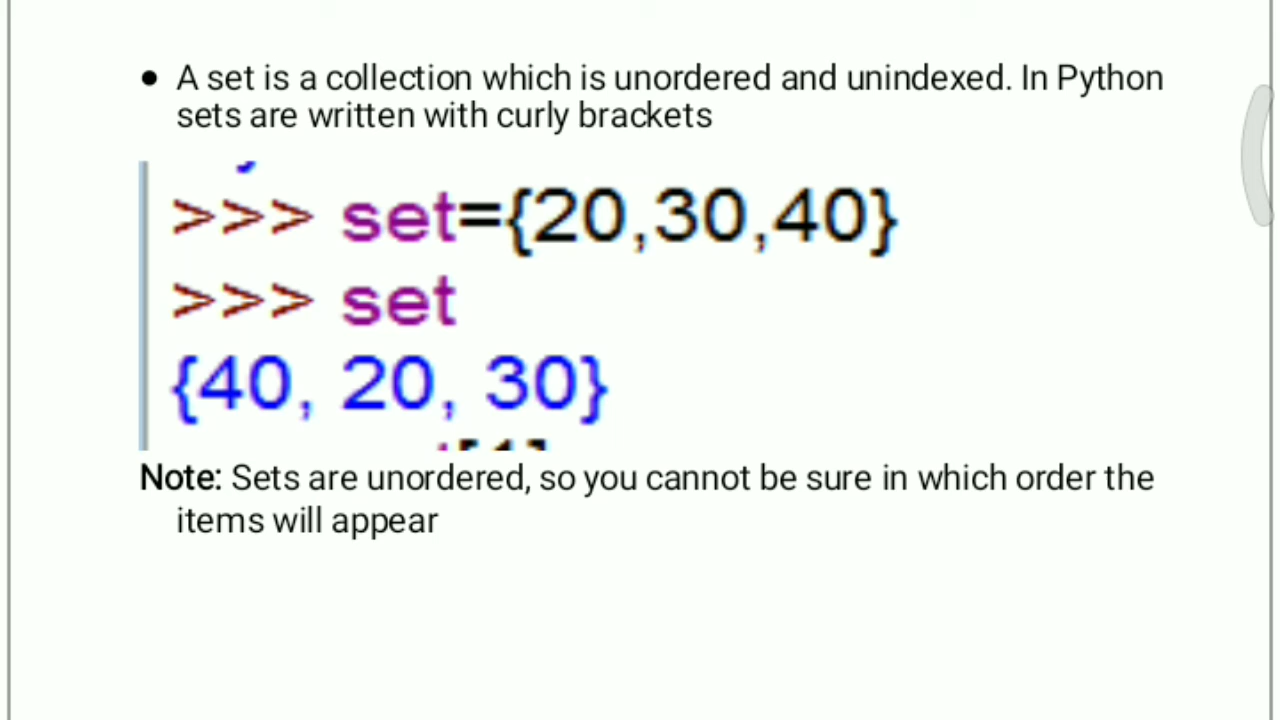 ● A set is a collection which is unordered and unindexed. In Python
sets are written with curly brackets
>>> set={20,30,40}
>>> set
{40, 20, 30}
Note: Sets are unordered, so you cannot be sure in which order the
items will appear